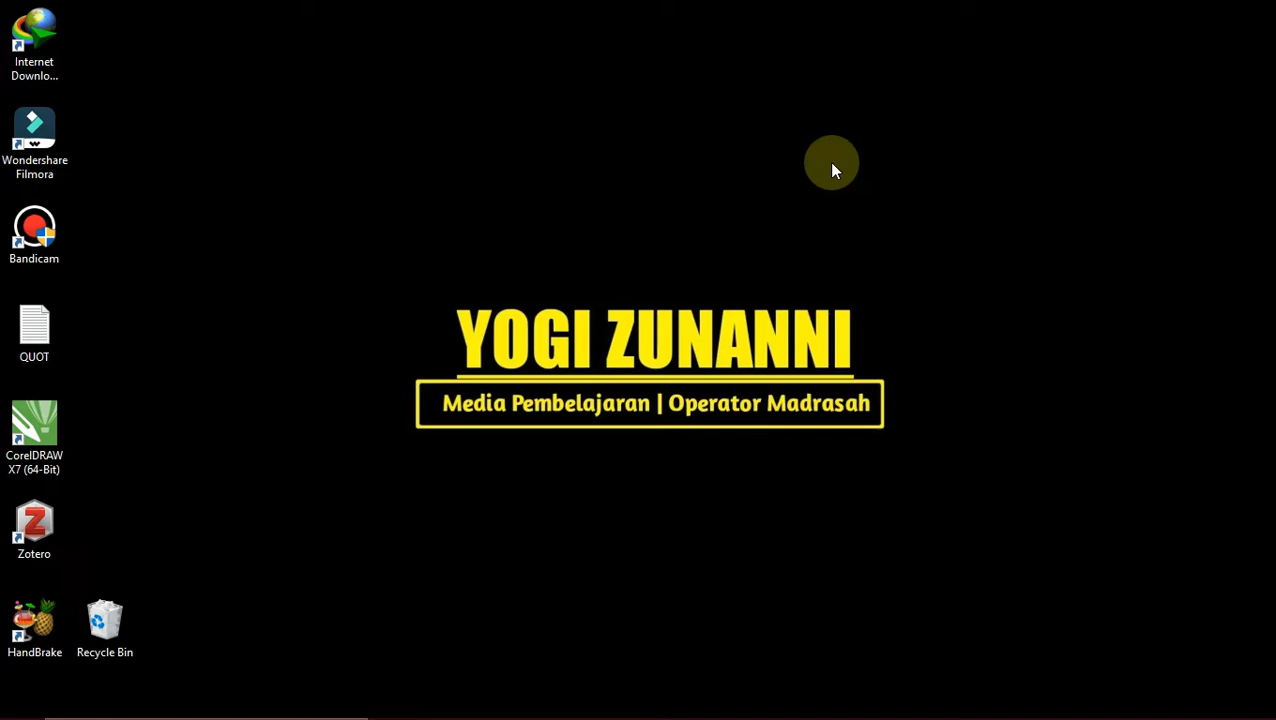 Internet
Downlo...
Wondershare
Filmora
Bandicam
QUOT
CorelDRAW
X7 (64-Bit)
Zotero
HandBrake
Recycle Bin
YOGI ZUNANNI
Media Pembelajaran | Operator Madrasah